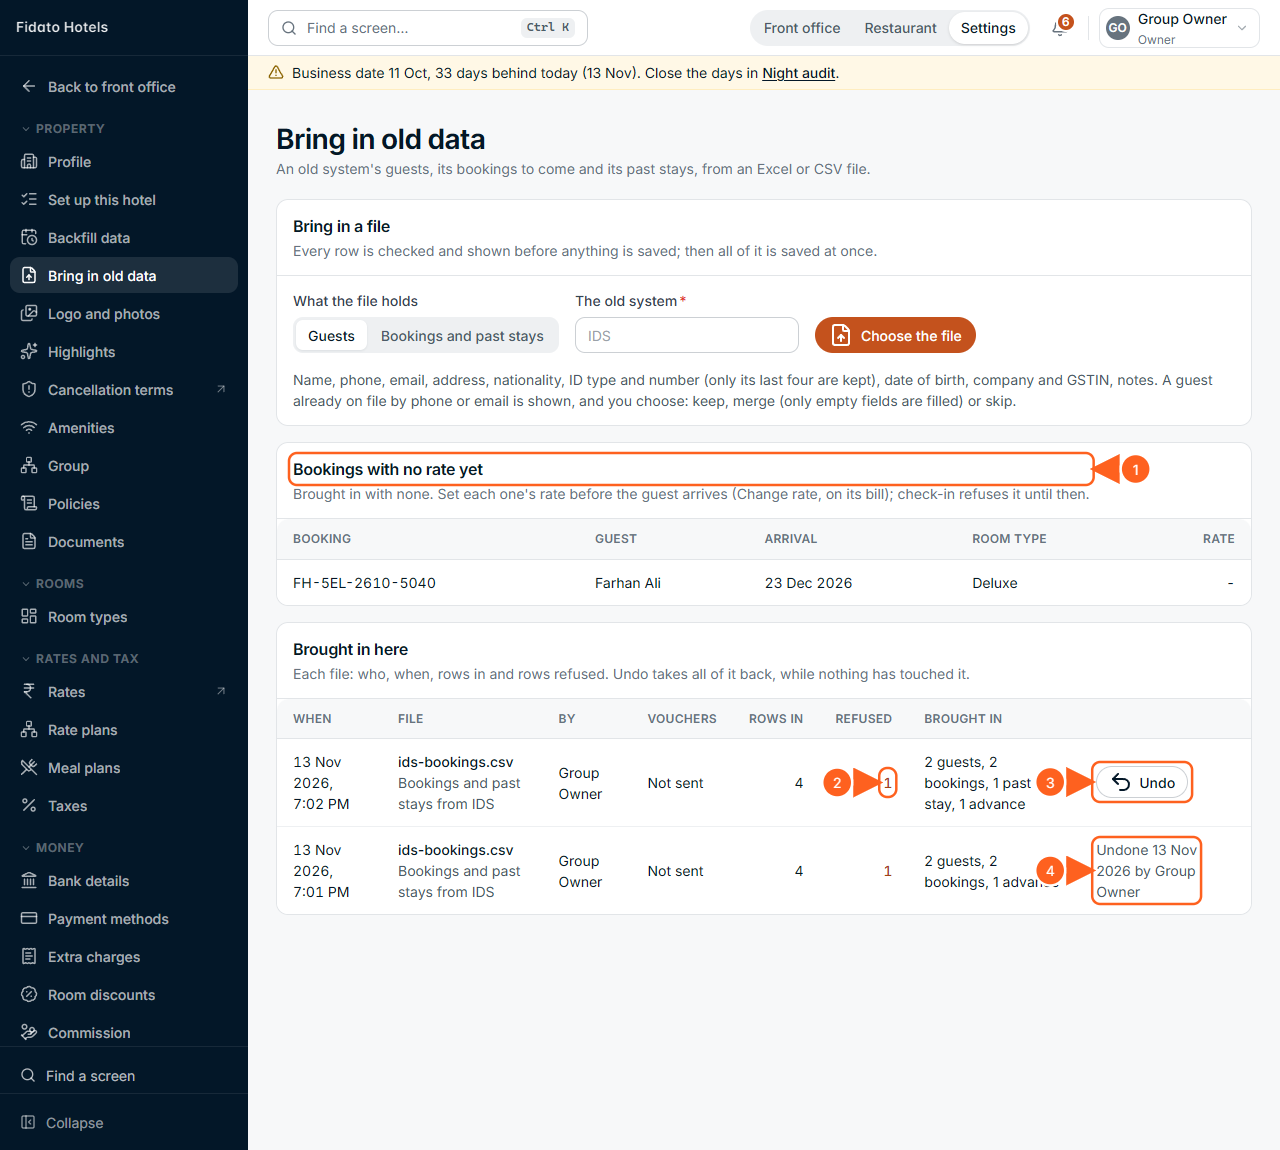 Fidato Hotels
Find a screen...
Ctrl K
Front office
Restaurant
Settings
6
GO
Group Owner
Owner
Business date 11 Oct, 33 days behind today (13 Nov). Close the days in Night audit.
Back to front office
PROPERTY
Profile
Set up this hotel
Backfill data
Bring in old data
Logo and photos
Highlights
Cancellation terms
Amenities
Group
Policies
Documents
ROOMS
Room types
RATES AND TAX
Rates
Rate plans
Meal plans
Taxes
MONEY
Bank details
Payment methods
Extra charges
Room discounts
Commission
Find a screen
Collapse
Bring in old data
An old system's guests, its bookings to come and its past stays, from an Excel or CSV file.
Bring in a file
Every row is checked and shown before anything is saved; then all of it is saved at once.
What the file holds
The old system*
Guests
Bookings and past stays
IDS
Choose the file
Name, phone, email, address, nationality, ID type and number (only its last four are kept), date of birth, company and GSTIN, notes. A guest
already on file by phone or email is shown, and you choose: keep, merge (only empty fields are filled) or skip.
Bookings with no rate yet
1
Brought in with none. Set each one's rate before the guest arrives (Change rate, on its bill); check-in refuses it until then.
BOOKING GUEST ARRIVAL ROOM TYPE RATE
FH-5EL-2610-5040 Farhan Ali 23 Dec 2026 Deluxe -
Brought in here
Each file: who, when, rows in and rows refused. Undo takes all of it back, while nothing has touched it.
WHEN FILE BY VOUCHERS ROWS IN REFUSED BROUGHT IN
13 Nov
2026,
7:02 PM
ids-bookings.csv
Bookings and past
stays from IDS
Group
Owner
Not sent
4
2
1
2 guests, 2
bookings, 1 past
stay, 1 advance
3
Undo
13 Nov
2026,
7:01 PM
ids-bookings.csv
Bookings and past
stays from IDS
Group
Owner
Not sent
4
1
2 guests, 2
bookings, 1 advance
4
Undone 13 Nov
2026 by Group
Owner